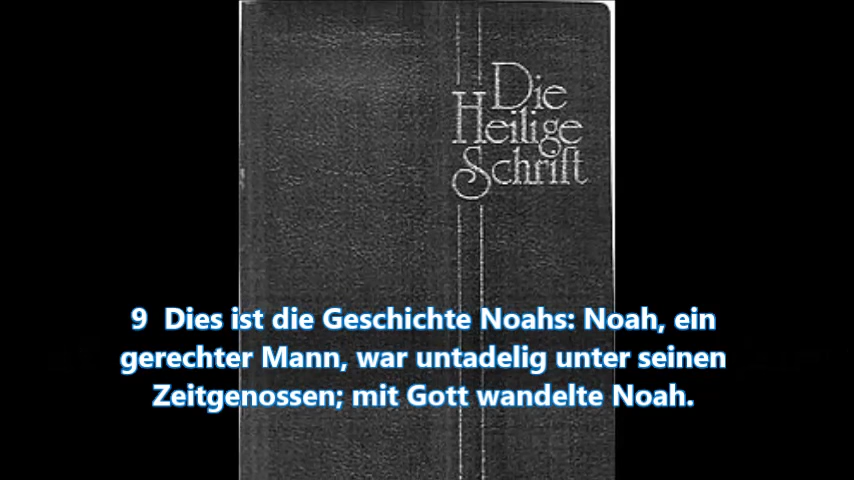 Die
Heilige
Schrift
9 Dies ist die Geschichte Noahs: Noah, ein
gerechter Mann, war untadelig unter seinen
Zeitgenossen; mit Gott wandelte Noah.